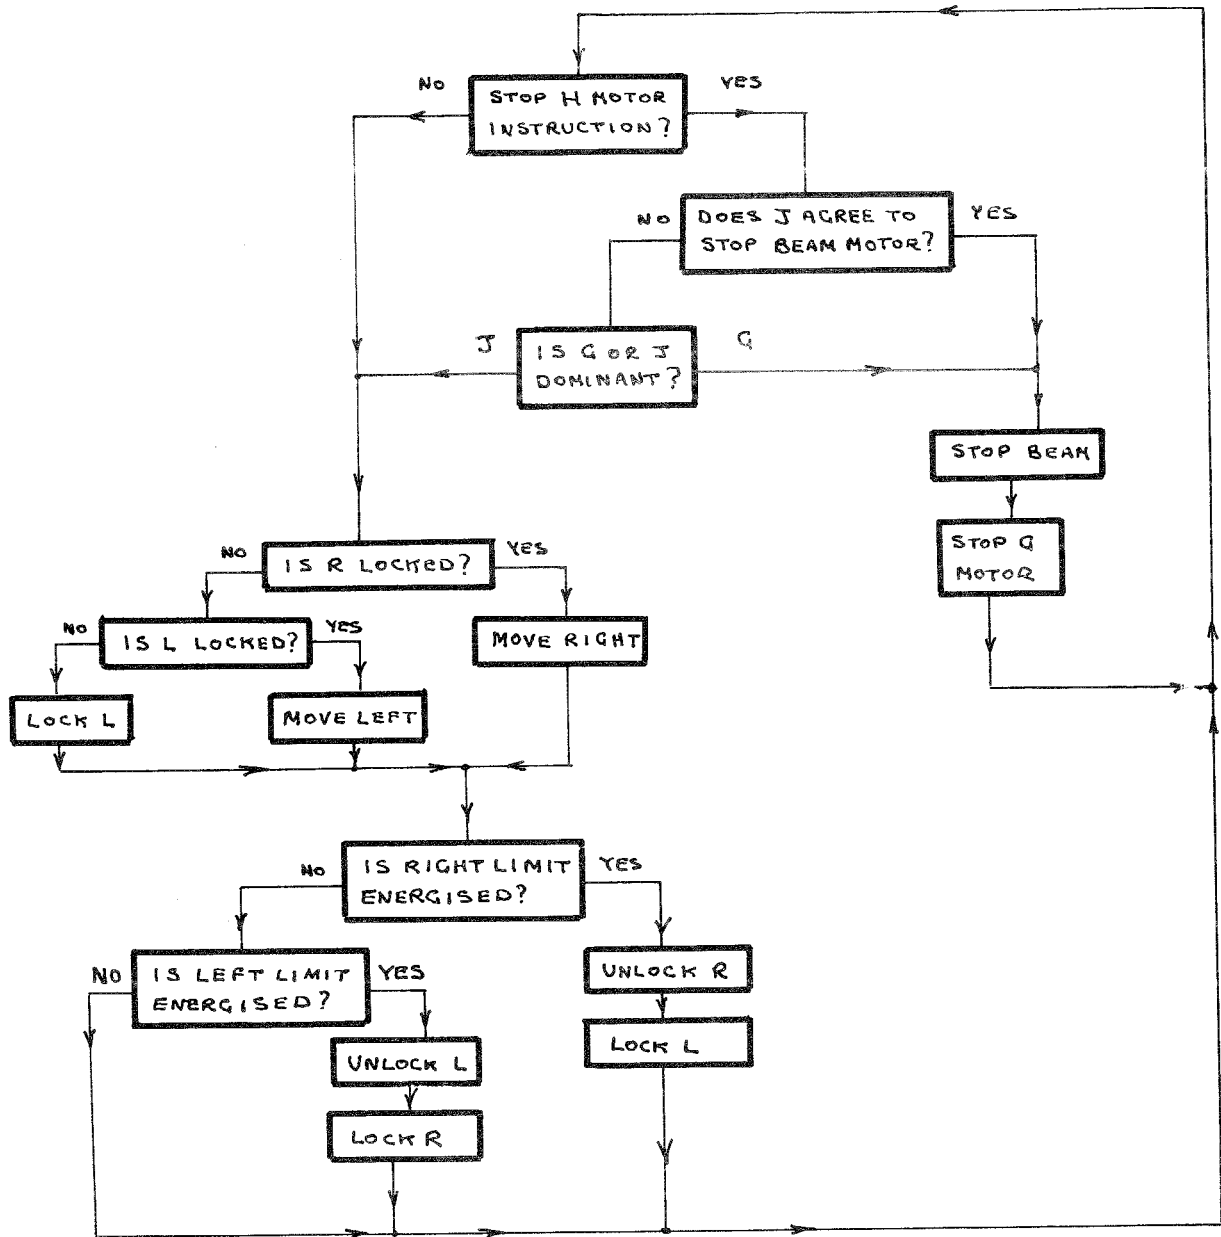 NO
YES
STOP H MOTOR
INSTRUCTION?
NO
DOES J AGREE TO
STOP BEAM MOTOR?
YES
J
IS G OR J
DOMINANT?
G
STOP BEAM
STOP G
MOTOR
NO
IS R LOCKED?
YES
NO
IS L LOCKED?
YES
MOVE RIGHT
LOCK L
MOVE LEFT
NO
IS RIGHT LIMIT
ENERGISED?
YES
NO
IS LEFT LIMIT
ENERGISED?
YES
UNLOCK R
LOCK L
UNLOCK L
LOCK R